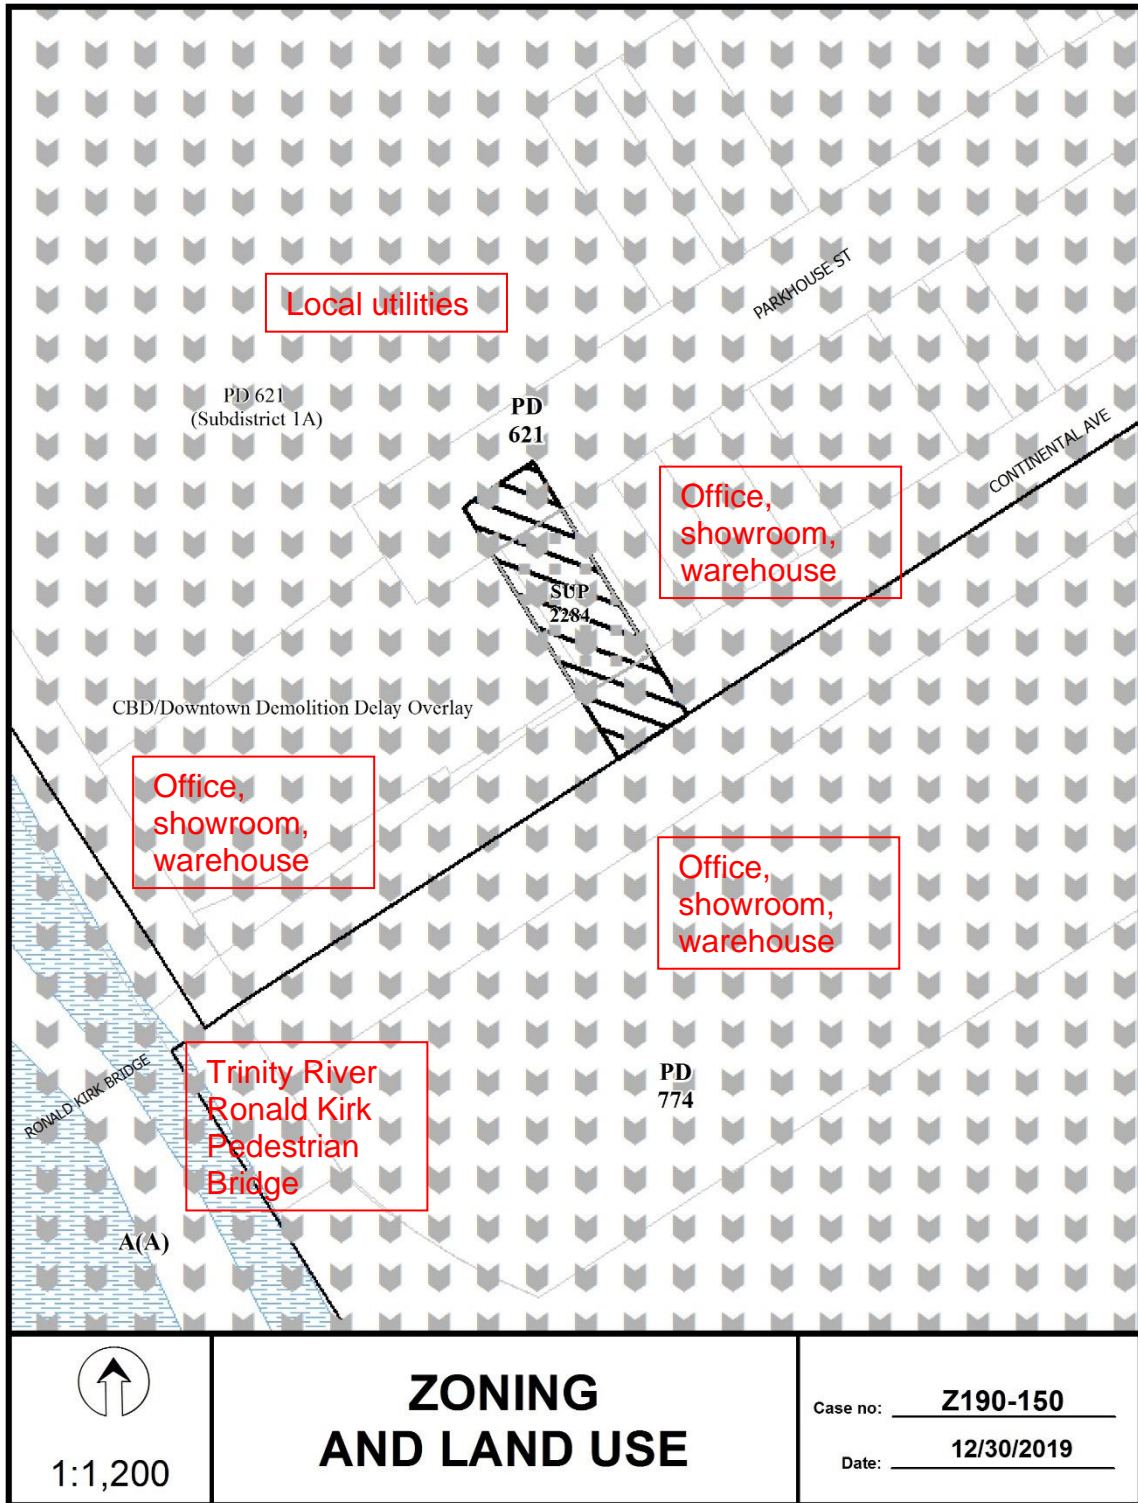 PARKHOUSE ST
Local utilities
PD 621
(Subdistrict 1A)
PD
621
CONTINENTAL AVE
Office,
showroom,
warehouse
SUP
2284
CBD/Downtown Demolition Delay Overlay
Office,
showroom,
warehouse
Office,
showroom,
warehouse
RONALD KIRK BRIDGE
Trinity River
Ronald Kirk
Pedestrian
Bridge
PD
774
A(A)
1:1,200
ZONING
AND LAND USE
Case no: Z190-150
Date: 12/30/2019